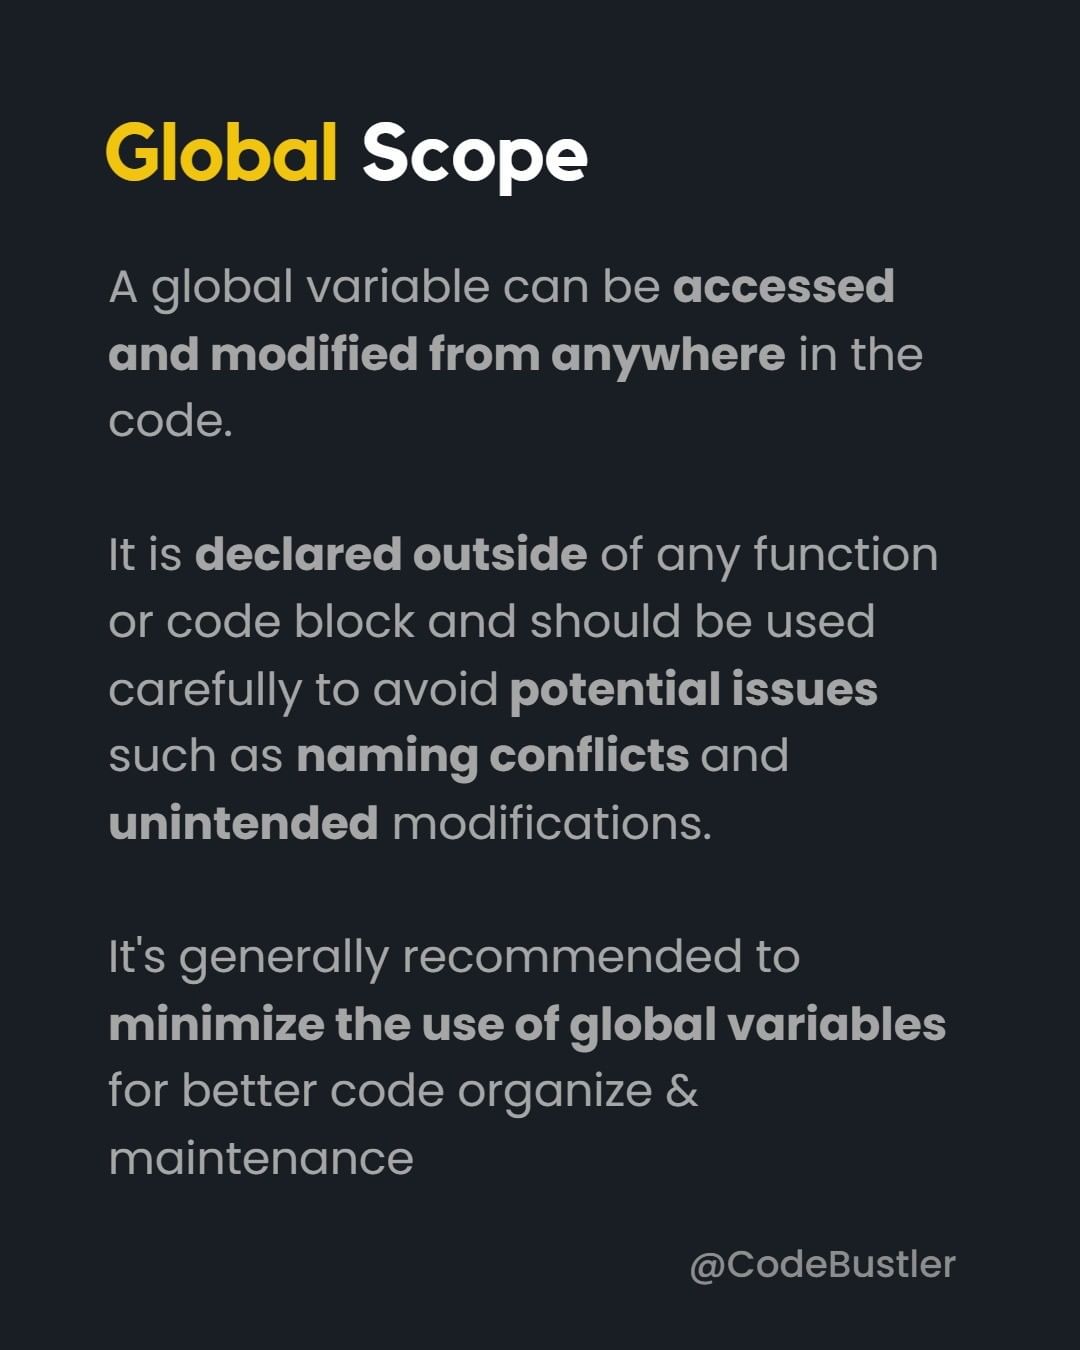 Global Scope
A global variable can be accessed
and modified from anywhere in the
code.
It is declared outside of any function
or code block and should be used
carefully to avoid potential issues
such as naming conflicts and
unintended modifications.
It's generally recommended to
minimize the use of global variables
for better code organize &
maintenance
@CodeBustler